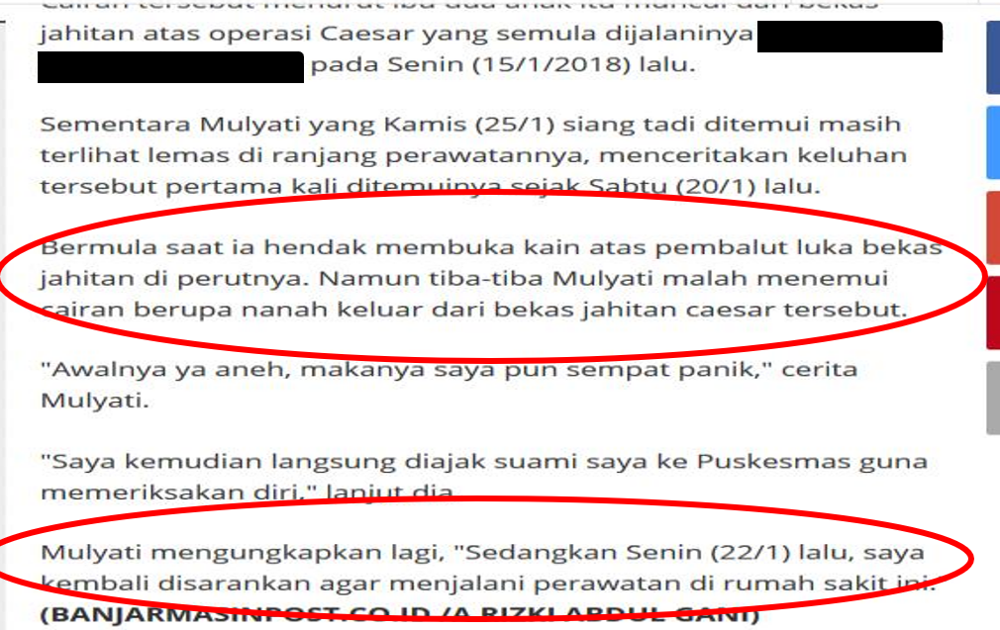 Cairan tersebut menurut ibu dua anak itu muncul dari bekas
jahitan atas operasi Caesar yang semula dijalaninya
pada Senin (15/1/2018) lalu.
Sementara Mulyati yang Kamis (25/1) siang tadi ditemui masih
terlihat lemas di ranjang perawatannya, menceritakan keluhan
tersebut pertama kali ditemuinya sejak Sabtu (20/1) lalu.
Bermula saat ia hendak membuka kain atas pembalut luka bekas
jahitan di perutnya. Namun tiba-tiba Mulyati malah menemui
cairan berupa nanah keluar dari bekas jahitan caesar tersebut.
"Awalnya ya aneh, makanya saya pun sempat panik," cerita
Mulyati.
"Saya kemudian langsung diajak suami saya ke Puskesmas guna
memeriksakan diri," lanjut dia.
Mulyati mengungkapkan lagi, "Sedangkan Senin (22/1) lalu, saya
kembali disarankan agar menjalani perawatan di rumah sakit ini."
(BANJARMASINPOST.CO.ID /A RIZKI ABDUL GANI)